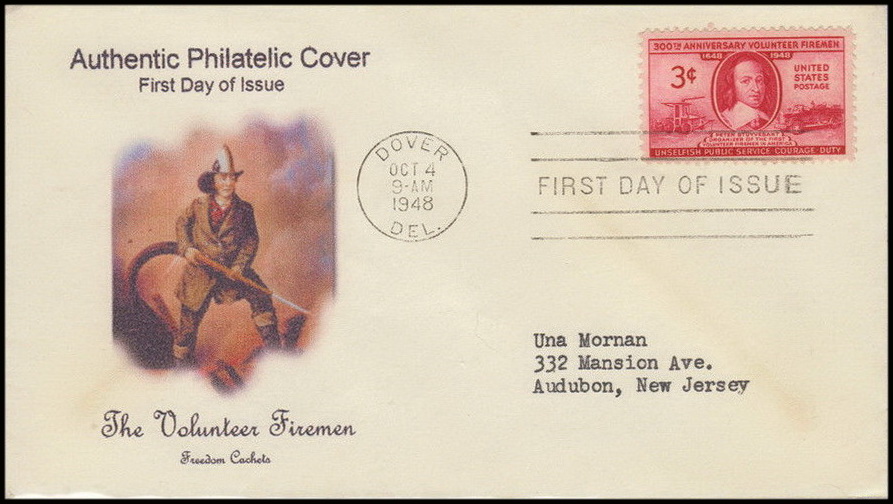 Authentic Philatelic Cover
First Day of Issue
The Volunteer Firemen
Freedom Cachets
DOVER
OCT 4
9-AM
1948
DEL.
300TH ANNIVERSARY VOLUNTEER FIREMEN
1648 1948
3¢
UNITED
STATES
POSTAGE
PETER STUYVESANT
ORGANIZER OF THE FIRST
VOLUNTEER FIREMEN IN AMERICA
UNSELFISH PUBLIC SERVICE·COURAGE·DUTY
FIRST DAY OF ISSUE
Una Mornan
332 Mansion Ave.
Audubon, New Jersey